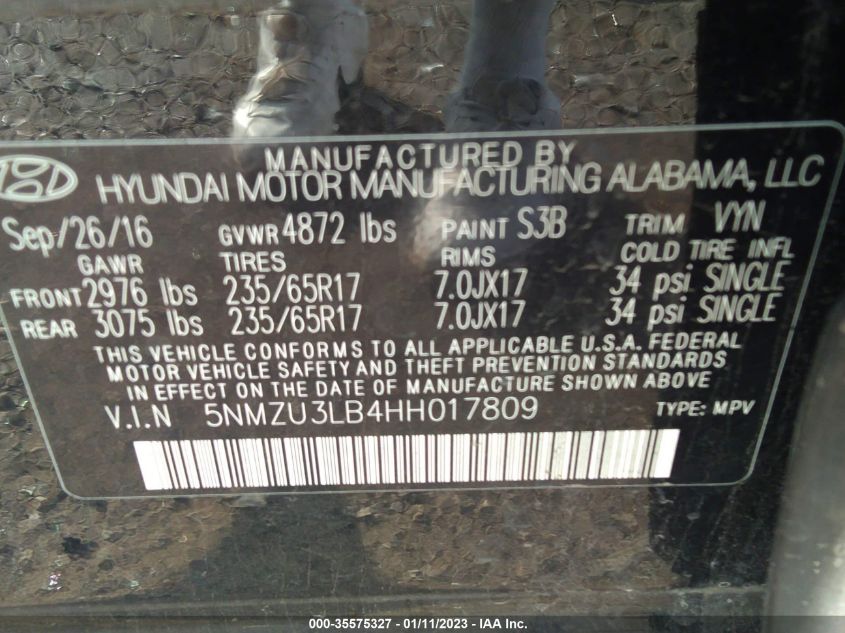 MANUFACTURED BY
HYUNDAI MOTOR MANUFACTURING ALABAMA, LLC
Sep/26/16 GVWR 4872 lbs PAINT S3B TRIM VYN
GAWR TIRES RIMS COLD TIRE INFL
FRONT 2976 lbs 235/65R17 7.0JX17 34 psi SINGLE
REAR 3075 lbs 235/65R17 7.0JX17 34 psi SINGLE
THIS VEHICLE CONFORMS TO ALL APPLICABLE U.S.A. FEDERAL
MOTOR VEHICLE SAFETY AND THEFT PREVENTION STANDARDS
IN EFFECT ON THE DATE OF MANUFACTURE SHOWN ABOVE
V.I.N 5NMZU3LB4HH017809 TYPE: MPV
000-35575327 - 01/11/2023 - IAA Inc.